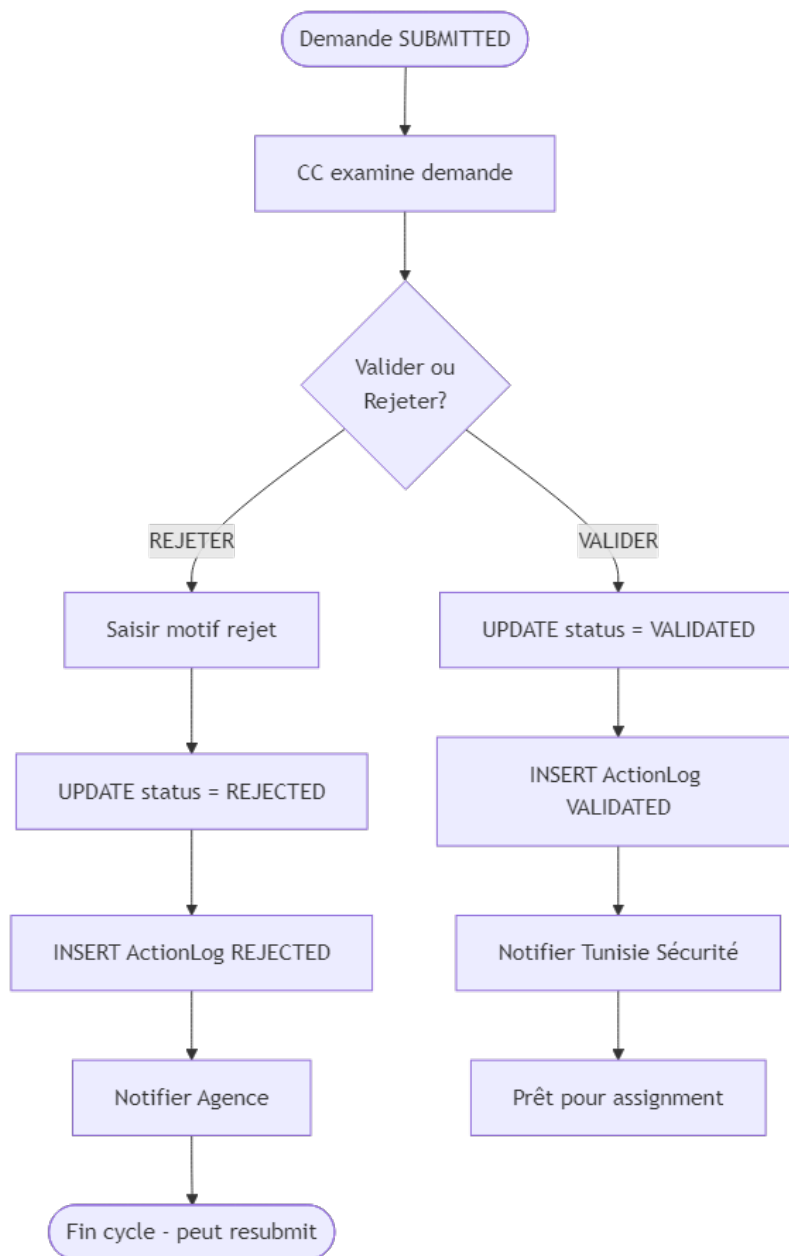 Demande SUBMITTED
CC examine demande
Valider ou
Rejeter?
REJETER
VALIDER
Saisir motif rejet
UPDATE status = VALIDATED
UPDATE status = REJECTED
INSERT ActionLog
VALIDATED
INSERT ActionLog REJECTED
Notifier Tunisie Sécurité
Notifier Agence
Prêt pour assignment
Fin cycle - peut resubmit